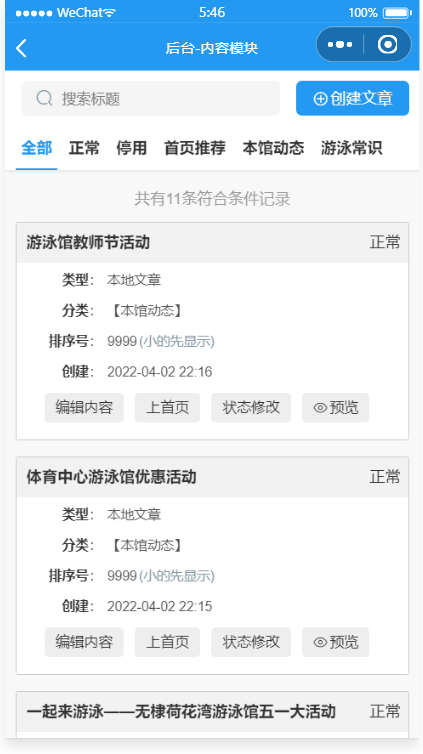 WeChat 5:46 100%
后台-内容模块
搜索标题 创建文章
全部 正常 停用 首页推荐 本馆动态 游泳常识
共有11条符合条件记录
游泳馆教师节活动 正常
类型： 本地文章
分类： 【本馆动态】
排序号： 9999 (小的先显示)
创建： 2022-04-02 22:16
编辑内容 上首页 状态修改 预览
体育中心游泳馆优惠活动 正常
类型： 本地文章
分类： 【本馆动态】
排序号： 9999 (小的先显示)
创建： 2022-04-02 22:15
编辑内容 上首页 状态修改 预览
一起来游泳——无棣荷花湾游泳馆五一大活动 正常